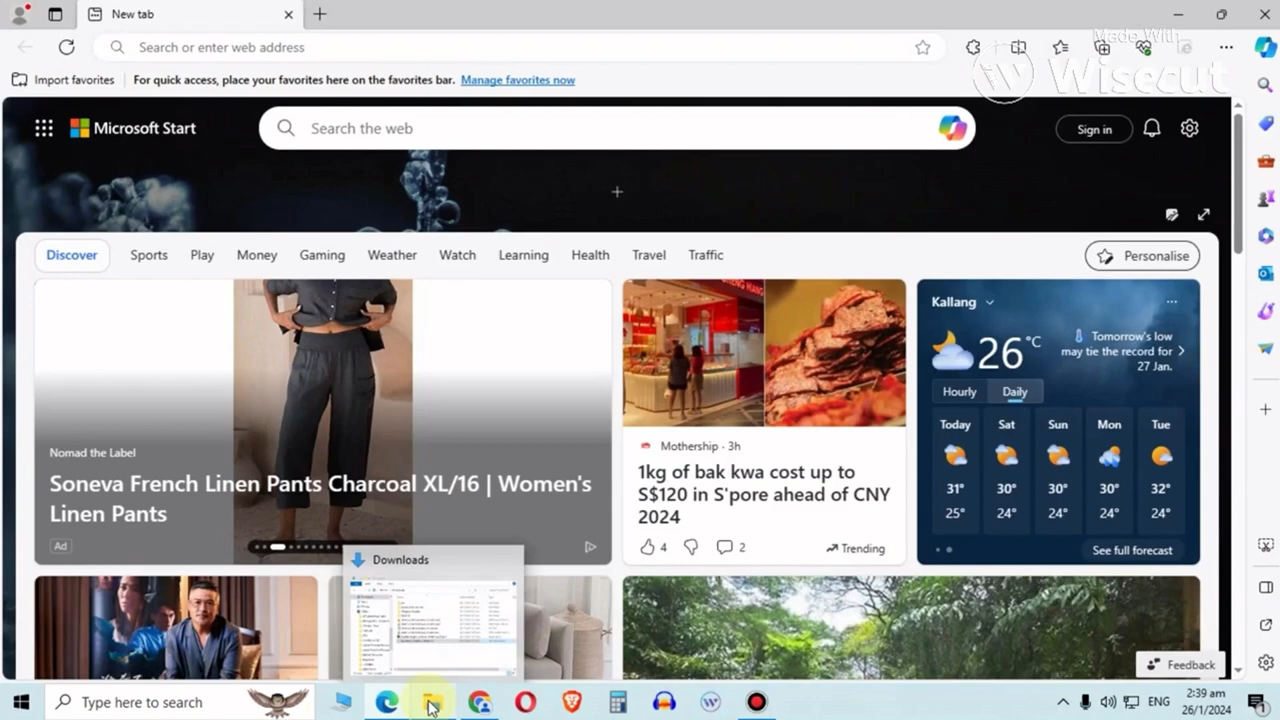 New tab
Search or enter web address
Made With
Wisecut
Import favorites
For quick access, place your favorites here on the favorites bar. Manage favorites now
Microsoft Start
Search the web
Sign in
Discover
Sports
Play
Money
Gaming
Weather
Watch
Learning
Health
Travel
Traffic
Personalise
Nomad the Label
Soneva French Linen Pants Charcoal XL/16 | Women's
Linen Pants
Ad
Mothership · 3h
1kg of bak kwa cost up to
S$120 in S'pore ahead of CNY
2024
4
2
Trending
Kallang
26 °C
Tomorrow's low
may tie the record for
27 Jan.
Hourly
Daily
Today Sat Sun Mon Tue
31° 30° 30° 30° 32°
25° 24° 24° 24° 24°
See full forecast
Downloads
Feedback
Type here to search
ENG
2:39 am
26/1/2024
1